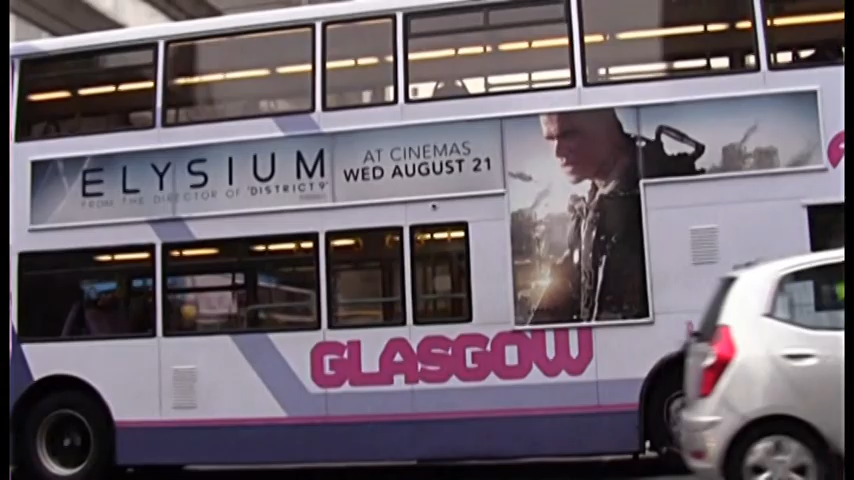 ELYSIUM
FROM THE DIRECTOR OF 'DISTRICT 9'
AT CINEMAS
WED AUGUST 21
GLASGOW